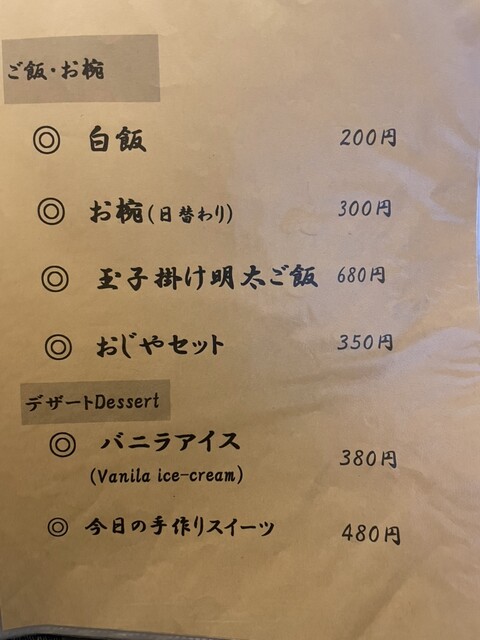 ご飯・お椀
◎ 白飯 200円
◎ お椀(日替わり) 300円
◎ 玉子掛け明太ご飯 680円
◎ おじやセット 350円
デザートDessert
◎ バニラアイス 380円
(Vanila ice-cream)
◎ 今日の手作りスイーツ 480円